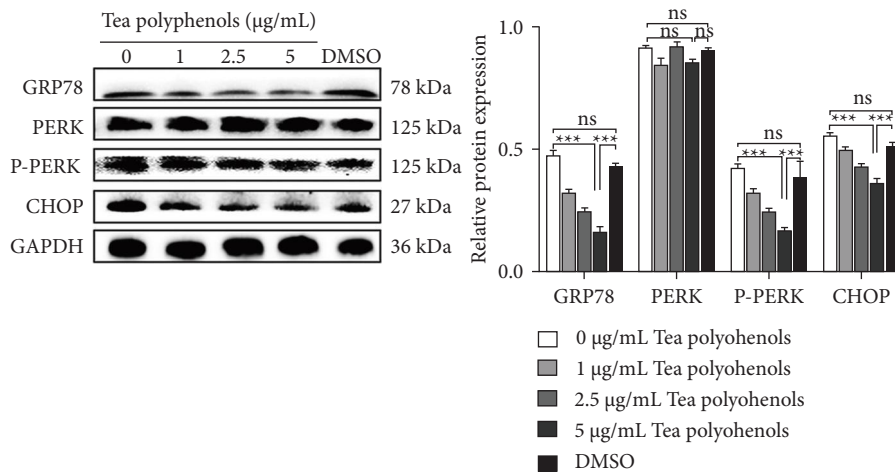 Tea polyphenols (µg/mL)
0 1 2.5 5 DMSO
GRP78 78 kDa
PERK 125 kDa
P-PERK 125 kDa
CHOP 27 kDa
GAPDH 36 kDa
Relative protein expression
1.0
0.5
0.0
ns
ns ns
ns
*** ***
ns
*** ***
ns
*** ***
GRP78 PERK P-PERK CHOP
0 µg/mL Tea polyohenols
1 µg/mL Tea polyohenols
2.5 µg/mL Tea polyohenols
5 µg/mL Tea polyohenols
DMSO